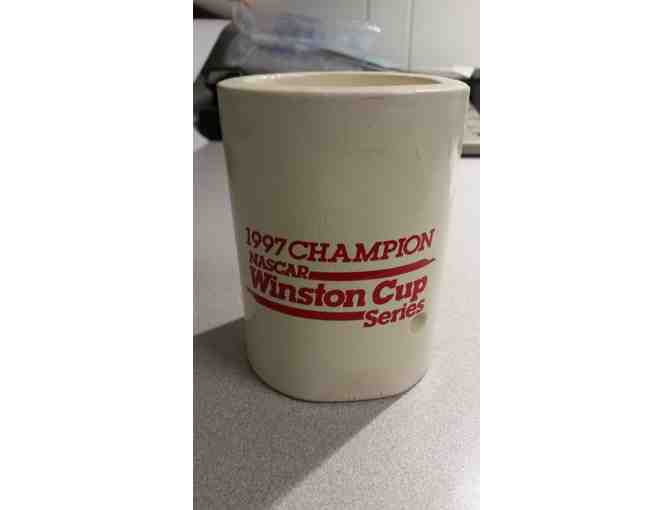 1997 CHAMPION
NASCAR
Winston Cup
Series